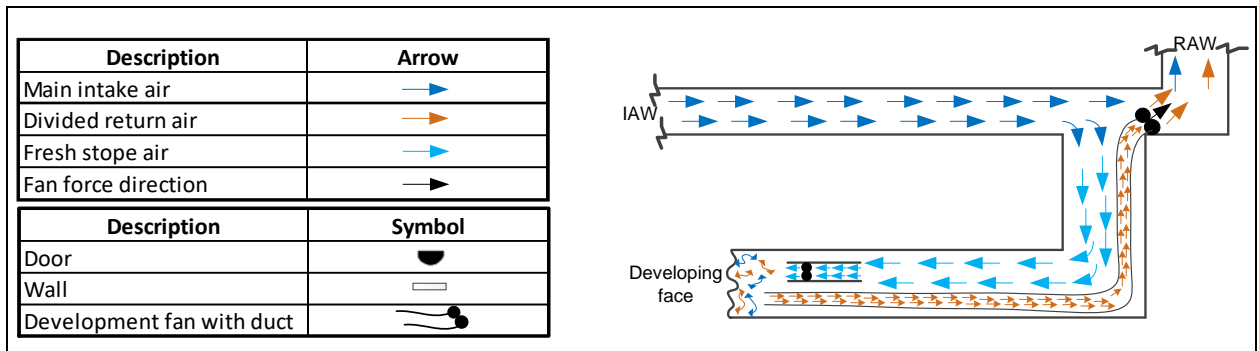 Description Arrow
Main intake air
Divided return air
Fresh stope air
Fan force direction
Description Symbol
Door
Wall
Development fan with duct
RAW
IAW
Developing
face